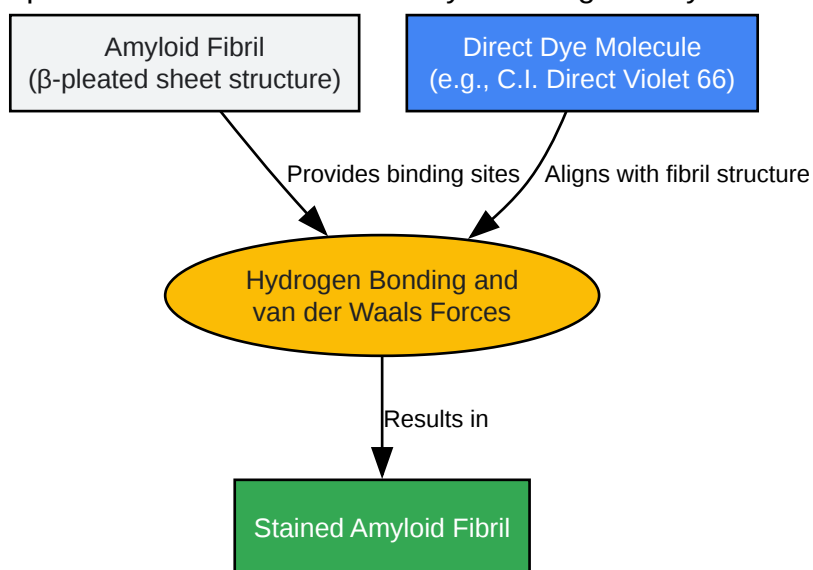 Amyloid Fibril
(β-pleated sheet structure)
Direct Dye Molecule
(e.g., C.I. Direct Violet 66)
Provides binding sites
Aligns with fibril structure
Hydrogen Bonding and
van der Waals Forces
Results in
Stained Amyloid Fibril